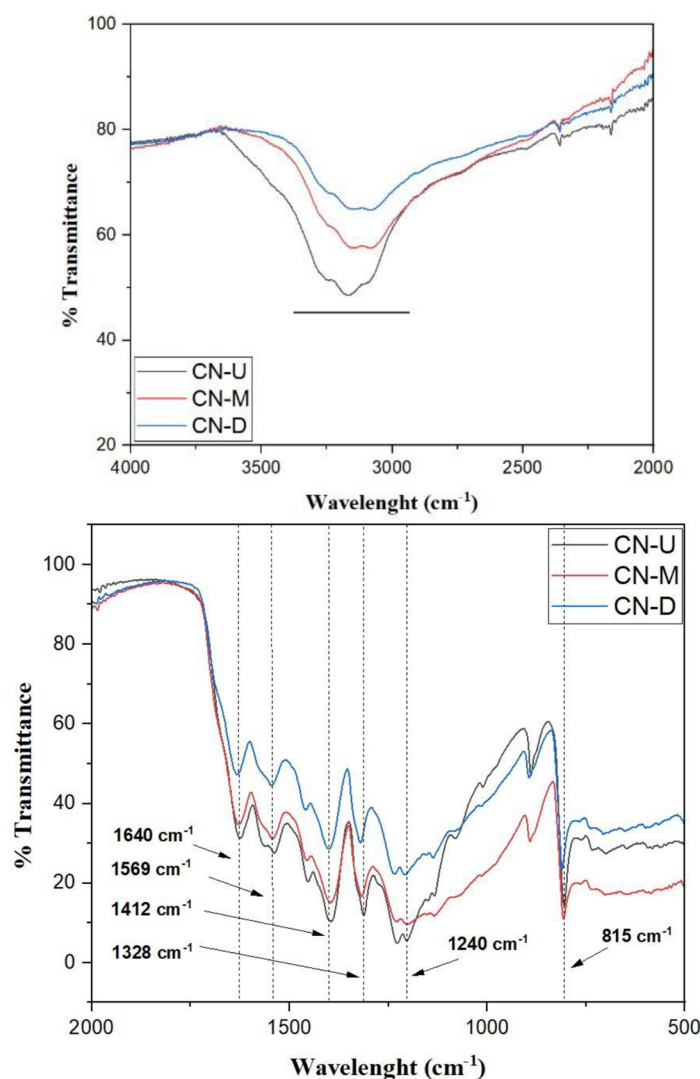 100
80
60
40
20
% Transmittance
CN-U
CN-M
CN-D
4000 3500 3000 2500 2000
Wavelenght (cm-1)
100
80
60
40
20
0
% Transmittance
CN-U
CN-M
CN-D
1640 cm-1
1569 cm-1
1412 cm-1
1328 cm-1
1240 cm-1
815 cm-1
2000 1500 1000 500
Wavelenght (cm-1)